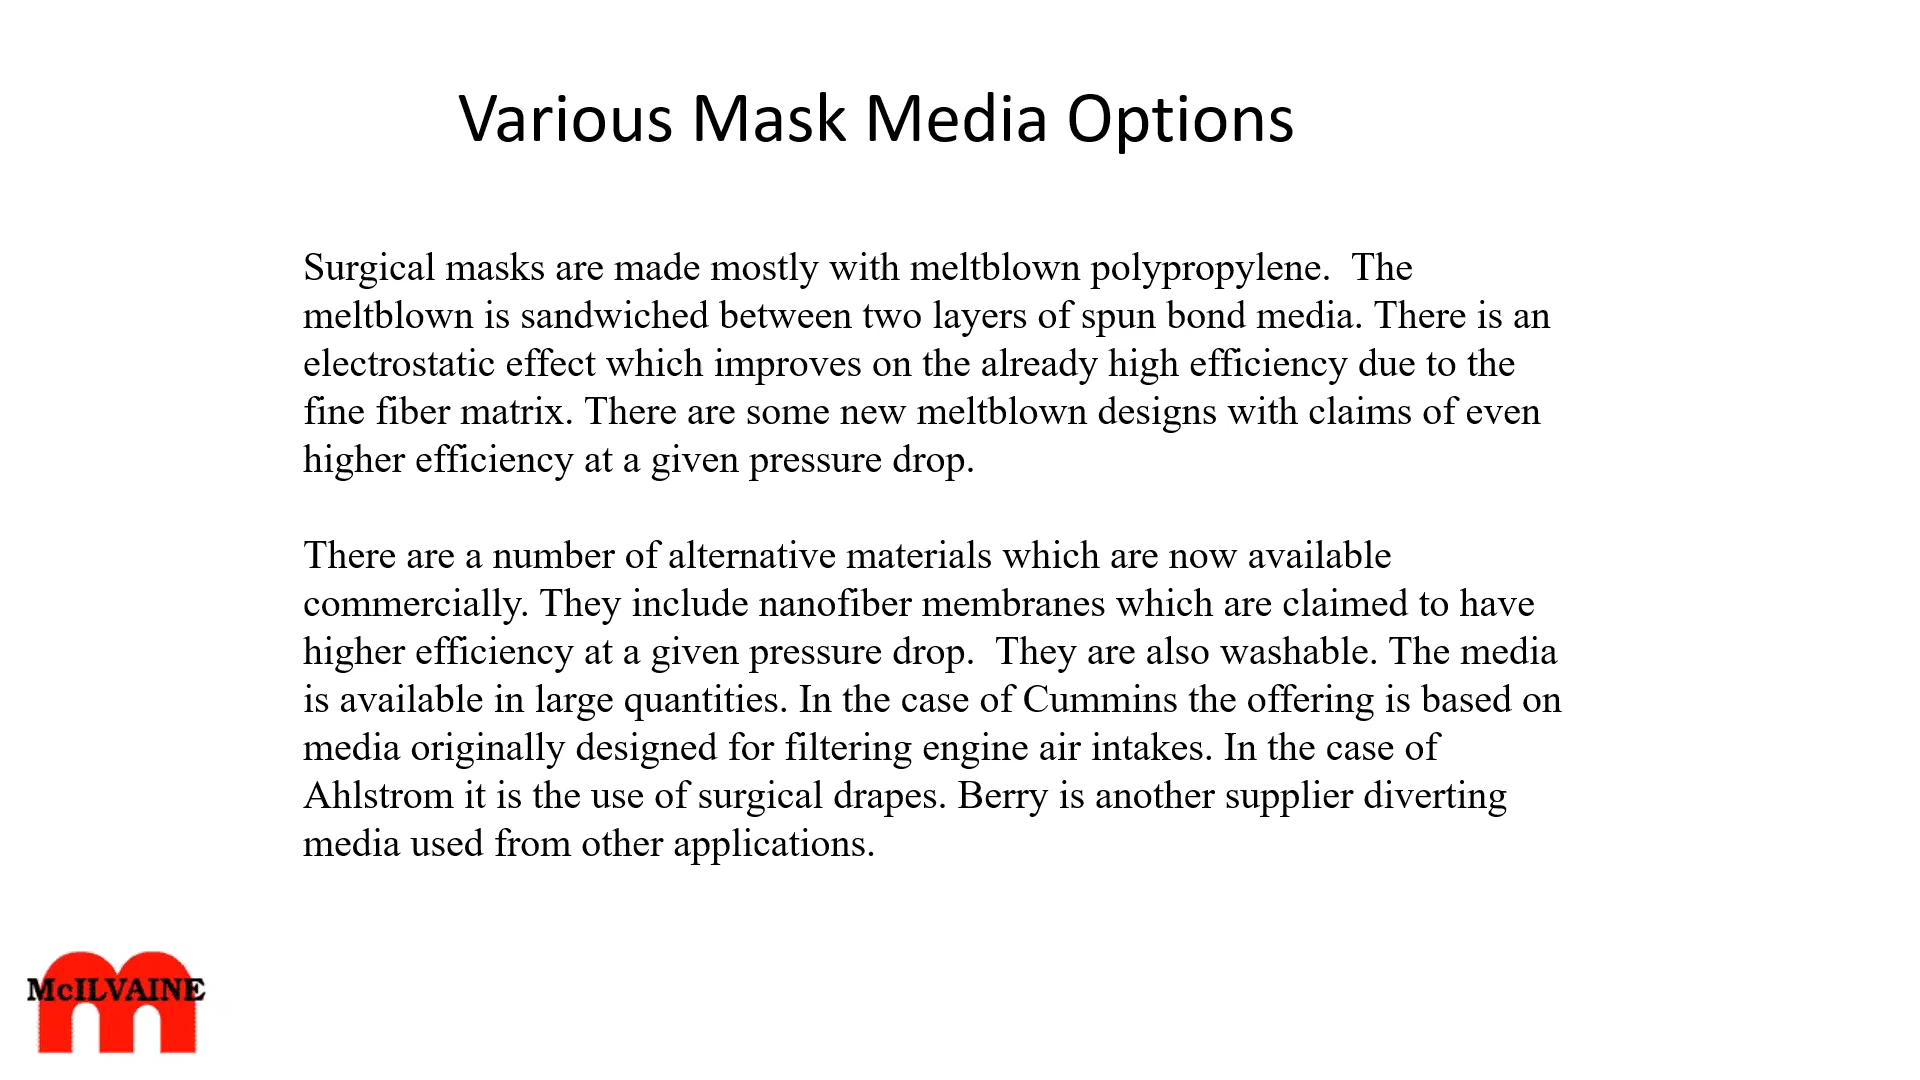 Various Mask Media Options
Surgical masks are made mostly with meltblown polypropylene.  The
meltblown is sandwiched between two layers of spun bond media. There is an
electrostatic effect which improves on the already high efficiency due to the
fine fiber matrix. There are some new meltblown designs with claims of even
higher efficiency at a given pressure drop.
There are a number of alternative materials which are now available
commercially. They include nanofiber membranes which are claimed to have
higher efficiency at a given pressure drop.  They are also washable. The media
is available in large quantities. In the case of Cummins the offering is based on
media originally designed for filtering engine air intakes. In the case of
Ahlstrom it is the use of surgical drapes. Berry is another supplier diverting
media used from other applications.
McILVAINE